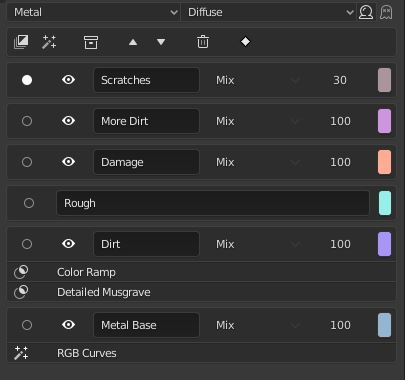 Metal Diffuse
Scratches Mix 30
More Dirt Mix 100
Damage Mix 100
Rough
Dirt Mix 100
Color Ramp
Detailed Musgrave
Metal Base Mix 100
RGB Curves